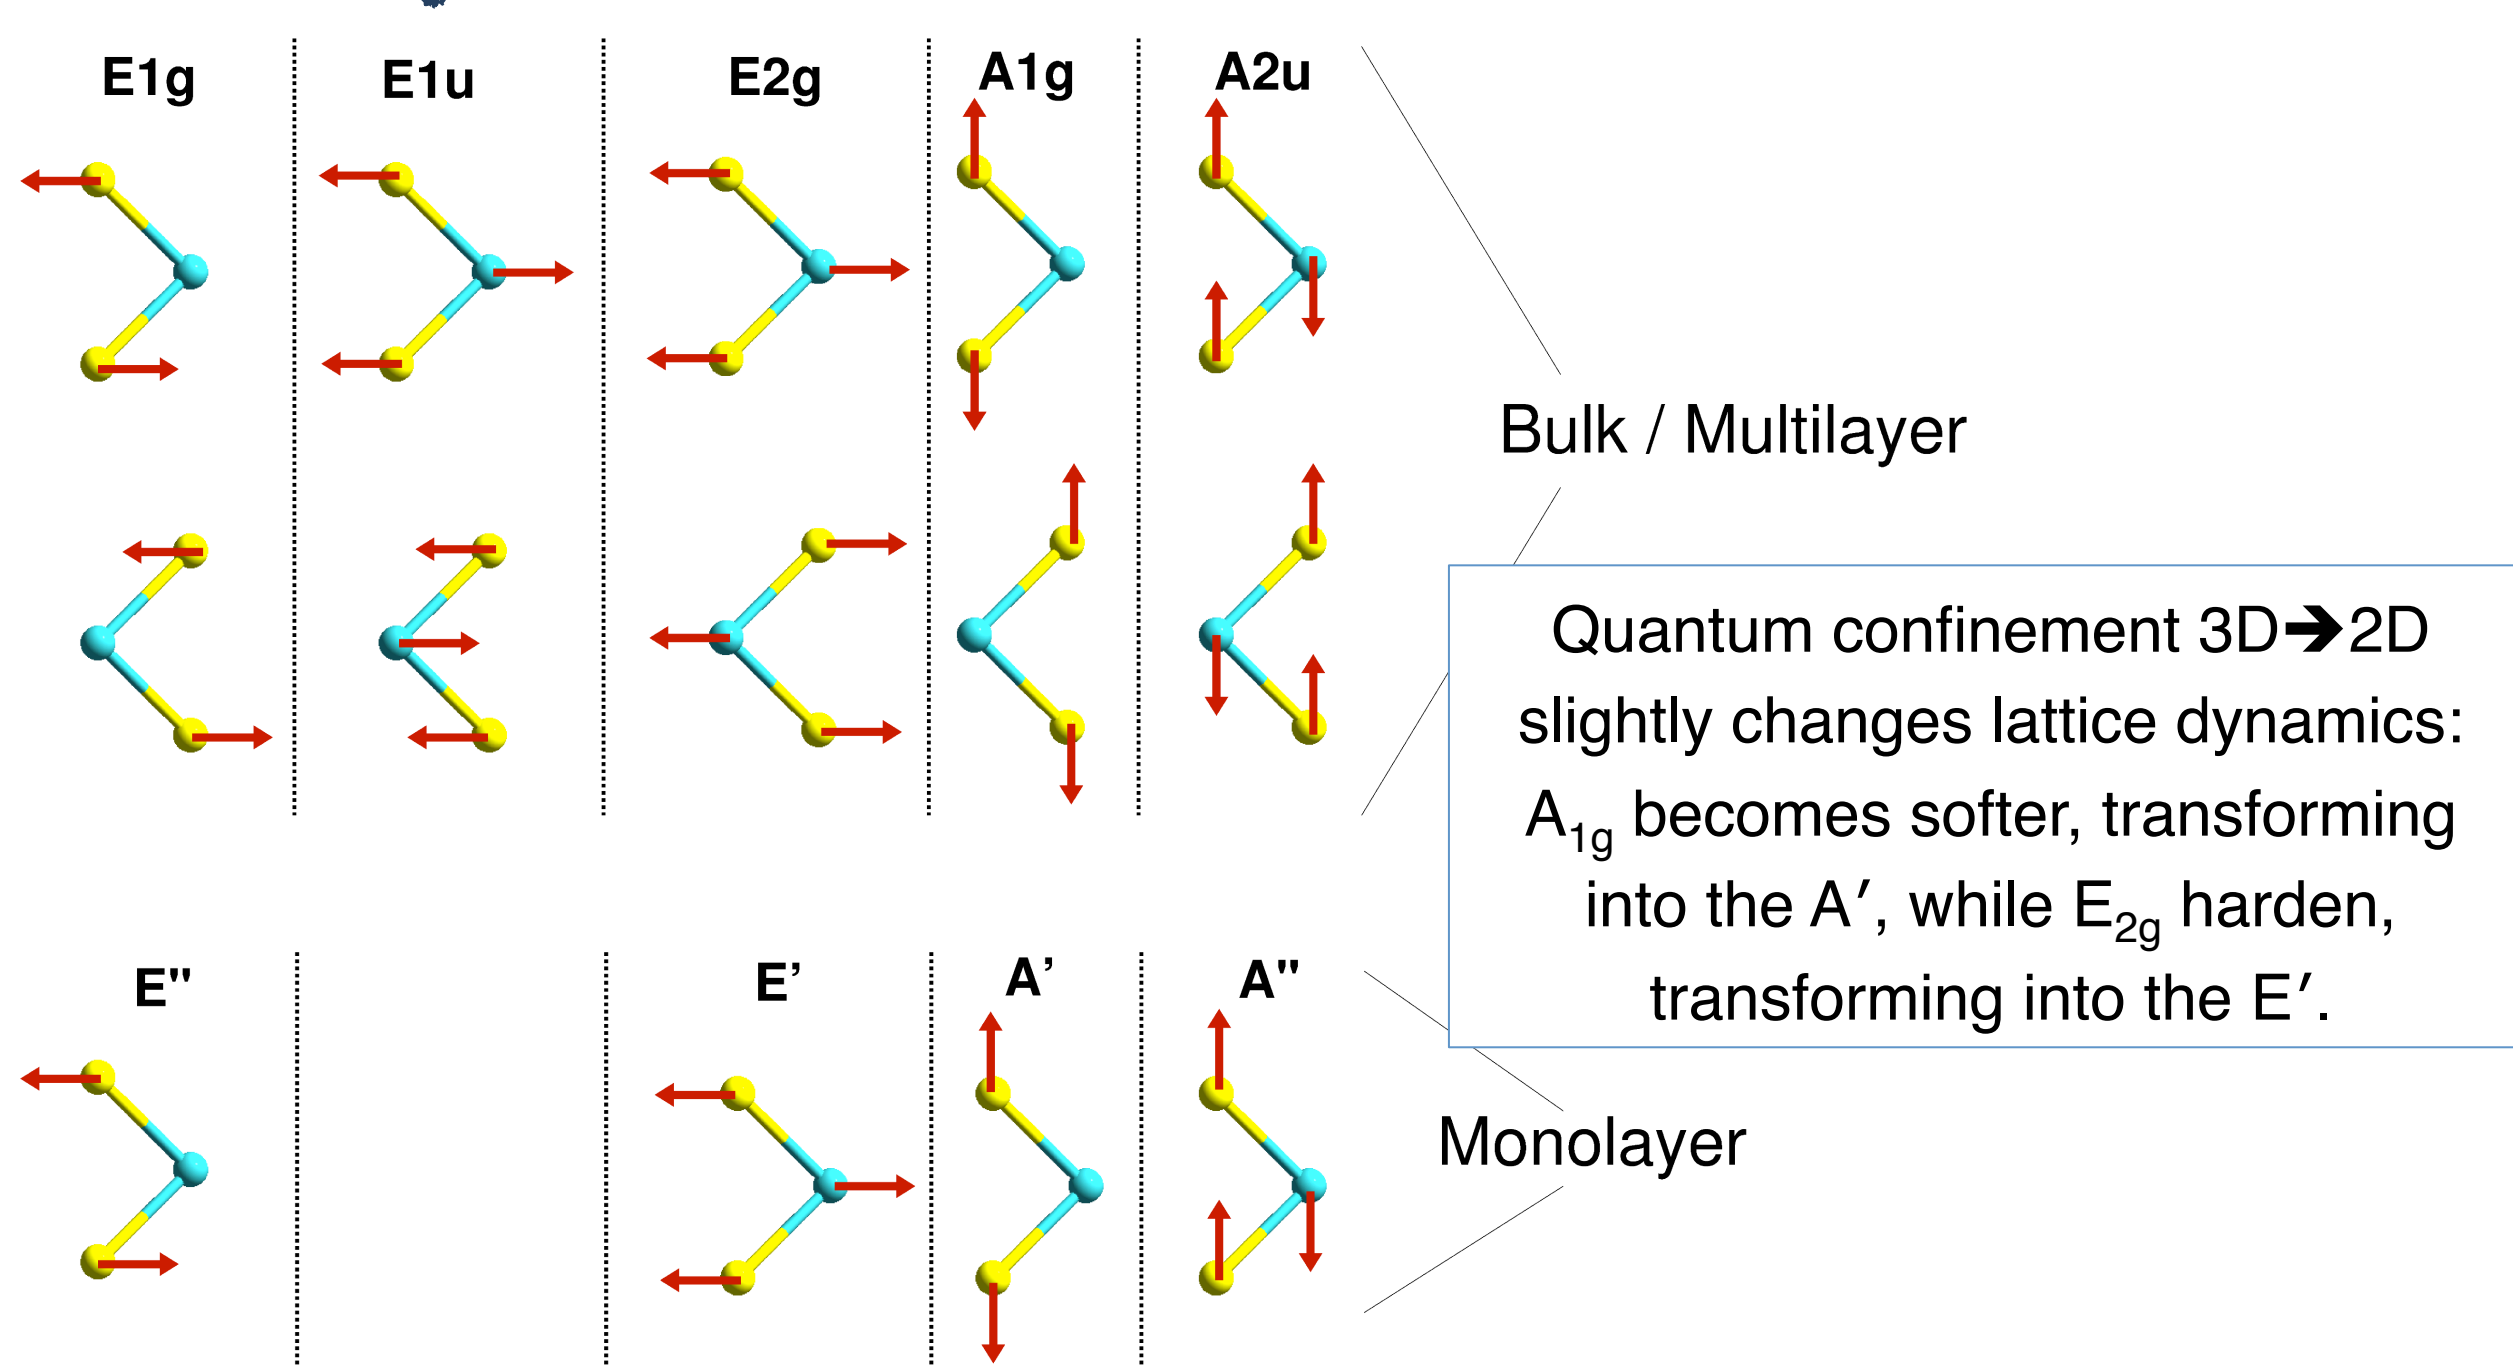 E1g
E1u
E2g
A1g
A2u
Bulk / Multilayer
Quantum confinement 3D➔2D
slightly changes lattice dynamics:
A1g becomes softer, transforming
into the A′, while E2g harden,
transforming into the E′.
E"
E’
A’
A"
Monolayer